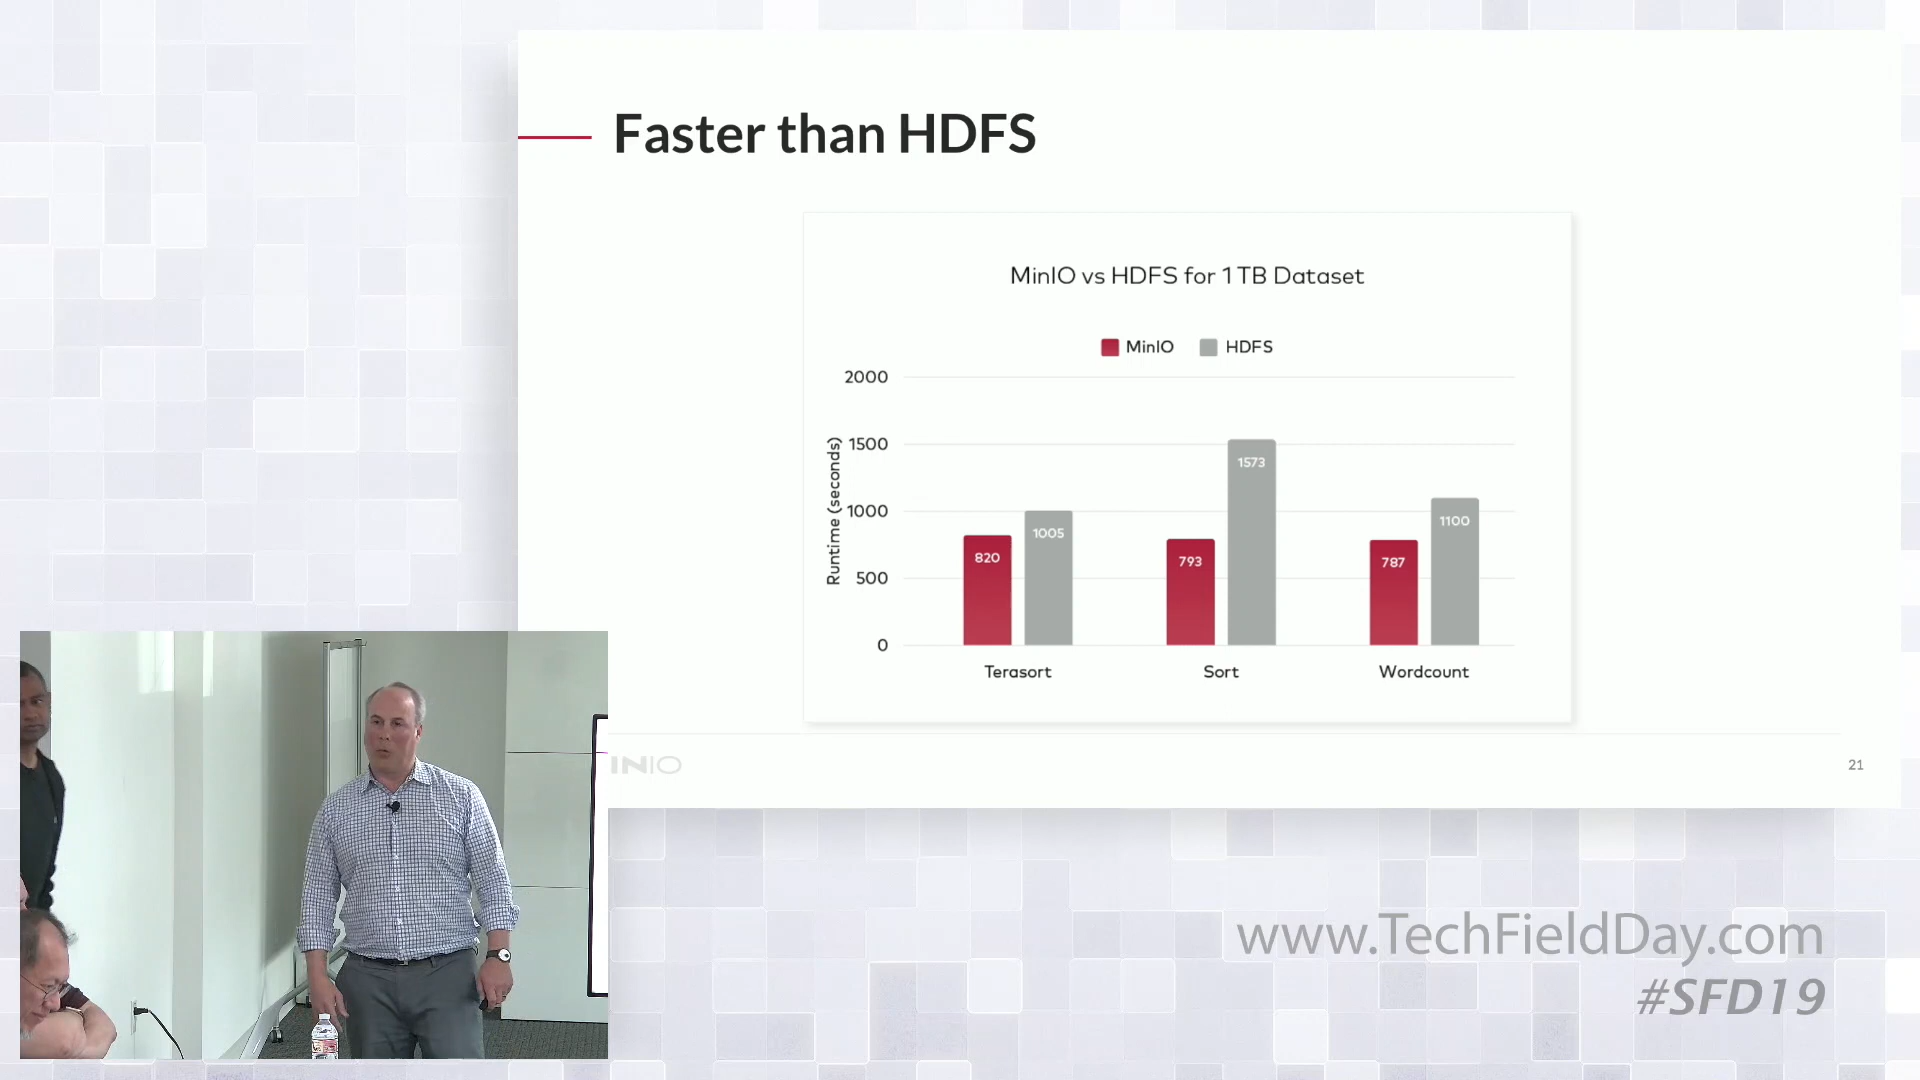 Faster than HDFS
MinIO vs HDFS for 1 TB Dataset
MinIO HDFS
2000
1500
1000
500
0
Runtime (seconds)
820
1005
793
1573
787
1100
Terasort Sort Wordcount
INIO
21
www.TechFieldDay.com
#SFD19